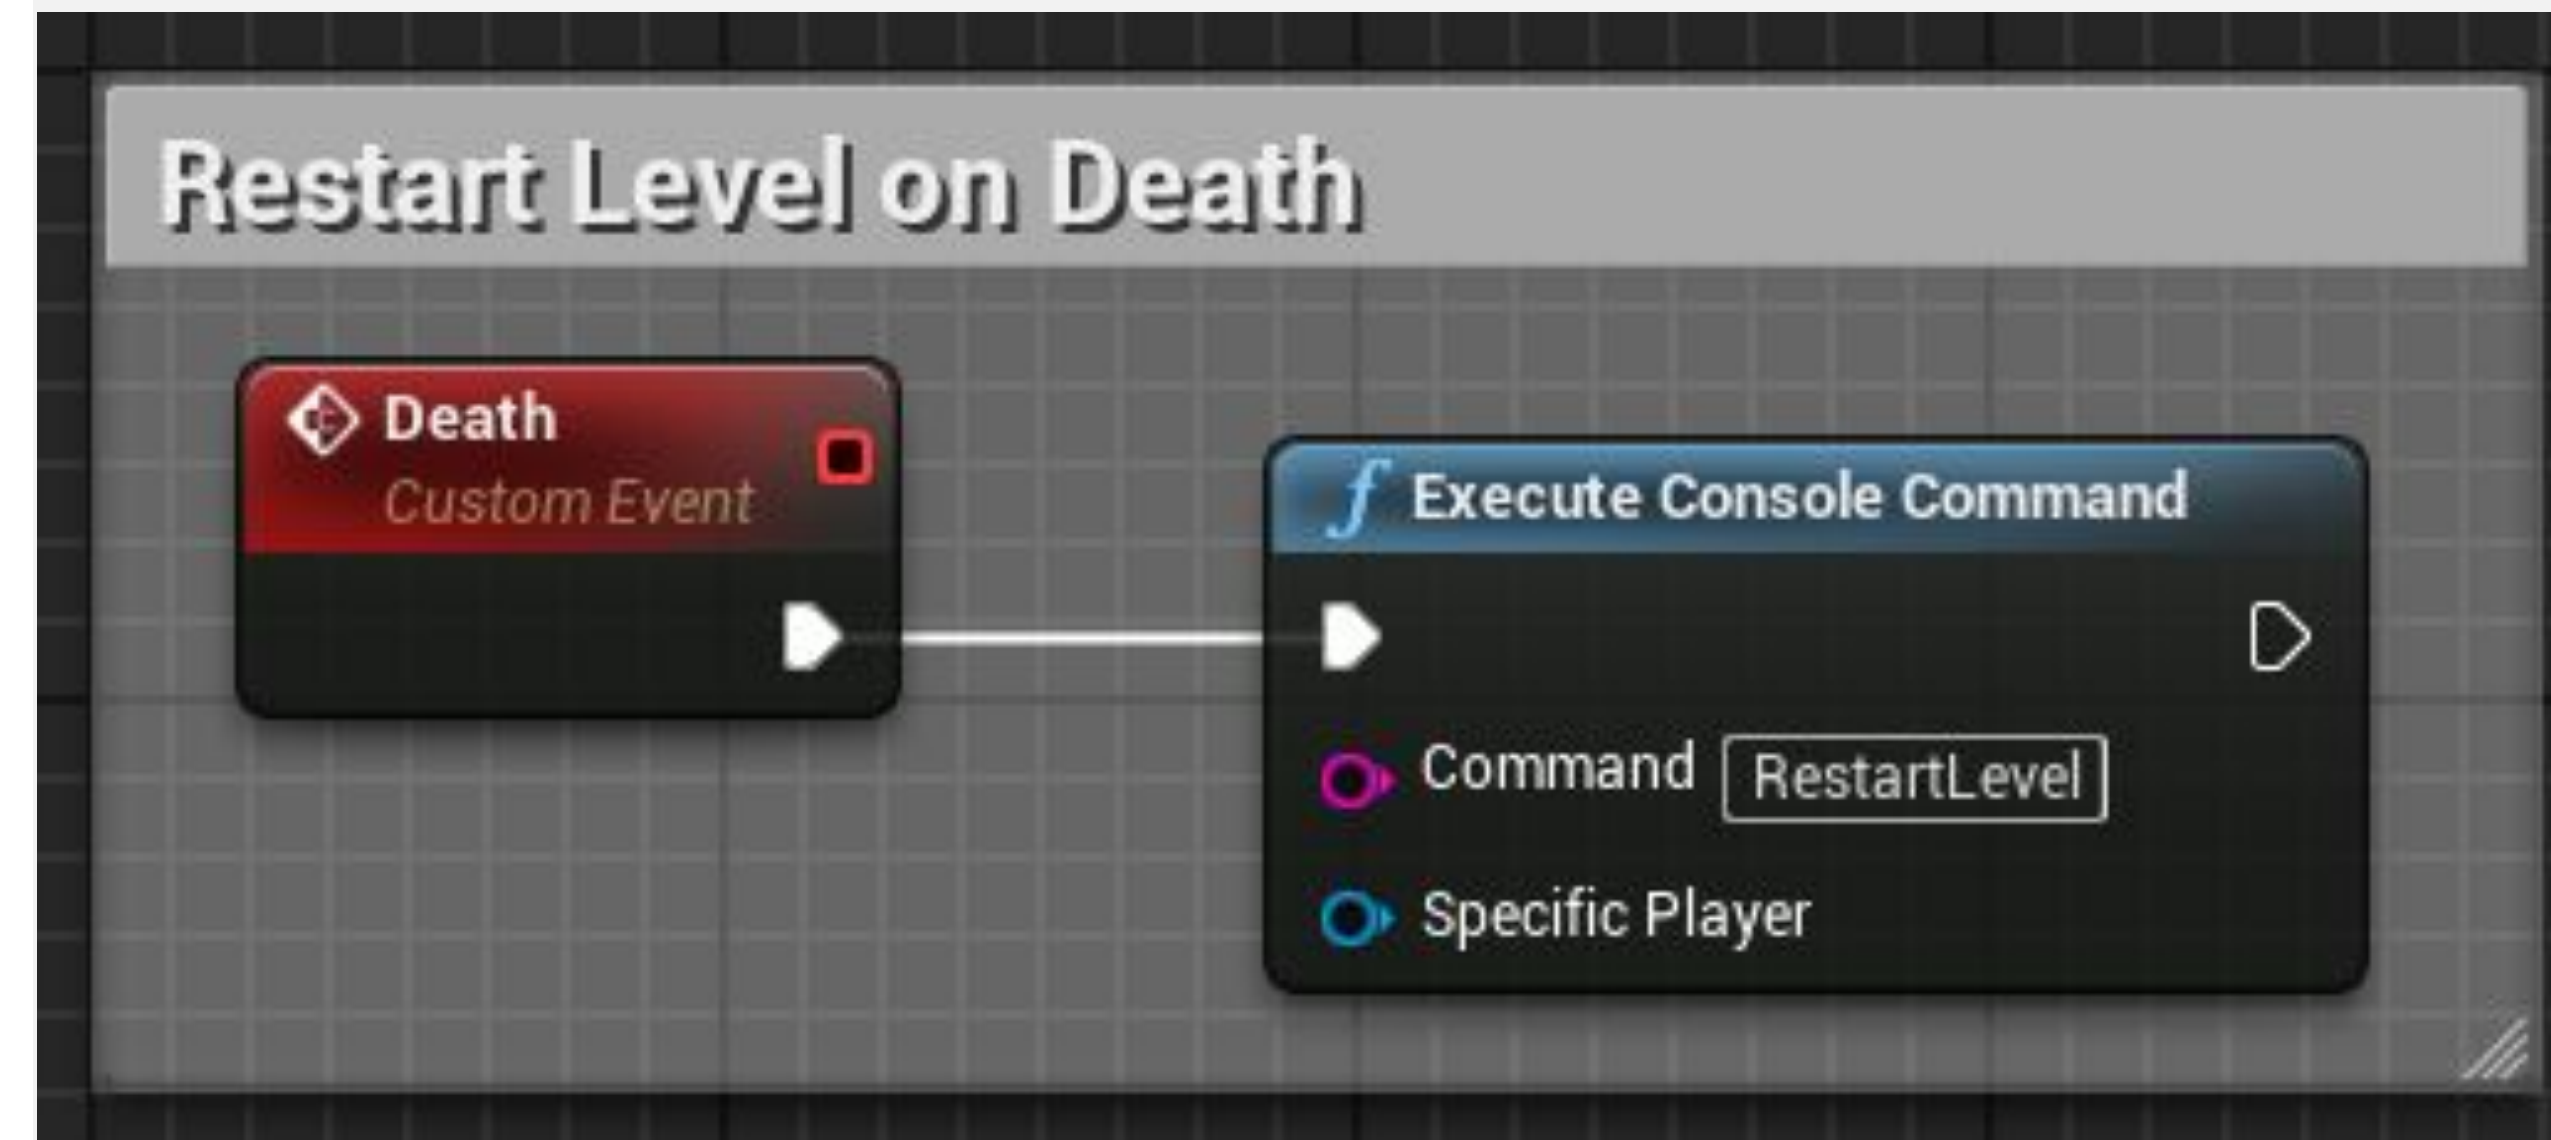 Restart Level on Death
Death
Custom Event
Execute Console Command
Command RestartLevel
Specific Player